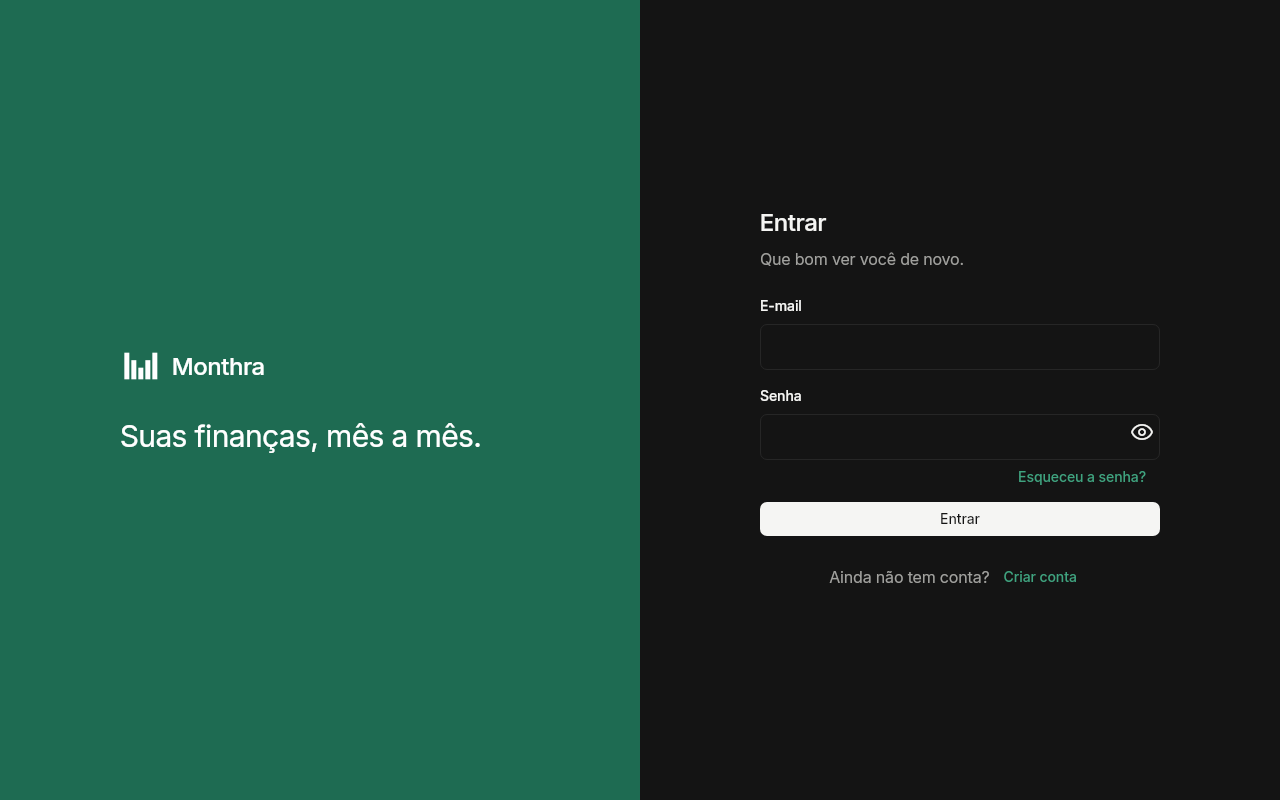 Monthra
Suas finanças, mês a mês.
Entrar
Que bom ver você de novo.
E-mail
Senha
Esqueceu a senha?
Entrar
Ainda não tem conta? Criar conta